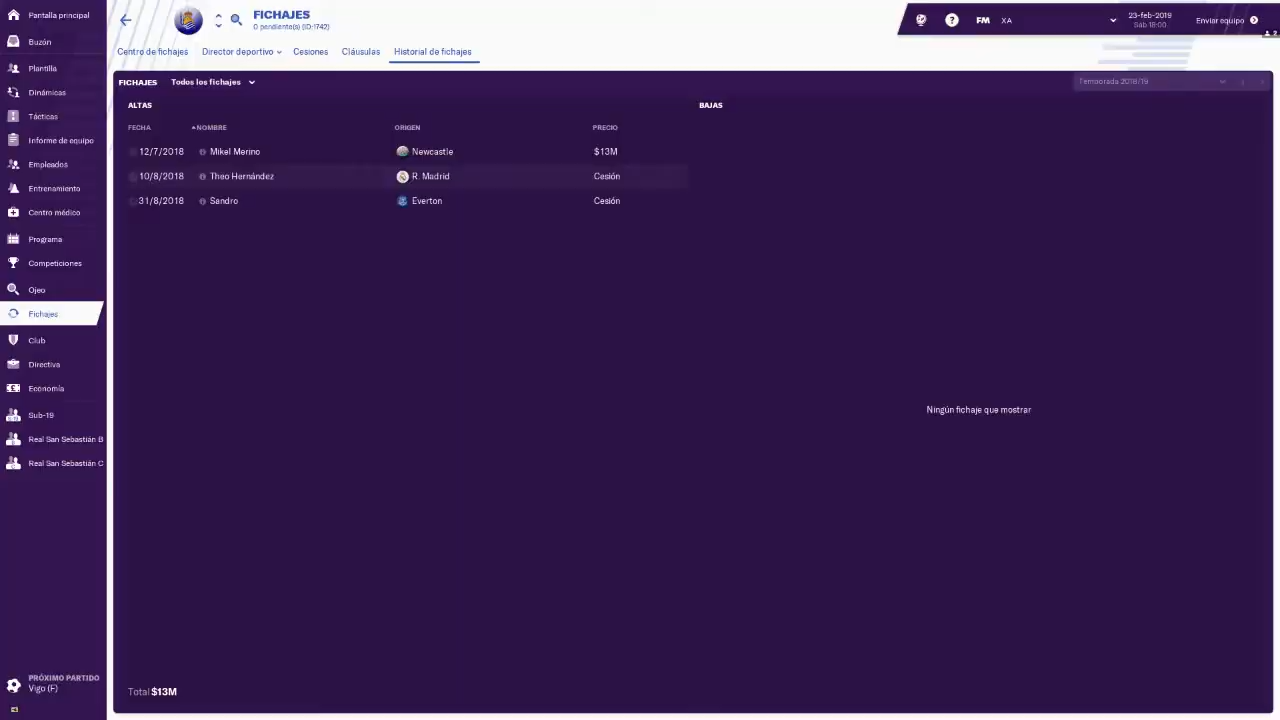 Pantalla principal
Buzón
Plantilla
Dinámicas
Tácticas
Informe de equipo
Empleados
Entrenamiento
Centro médico
Programa
Competiciones
Ojeo
Fichajes
Club
Directiva
Economía
Sub-19
Real San Sebastián B
Real San Sebastián C
PRÓXIMO PARTIDO
Vigo (F)
FICHAJES
0 pendiente(s) (ID:1742)
FM XA
23-feb-2019
Sáb 18:00
Enviar equipo
2
Centro de fichajes Director deportivo Cesiones Cláusulas Historial de fichajes
FICHAJES Todos los fichajes Temporada 2018/19
ALTAS BAJAS
FECHA NOMBRE ORIGEN PRECIO
12/7/2018 Mikel Merino Newcastle $13M
10/8/2018 Theo Hernández R. Madrid Cesión
31/8/2018 Sandro Everton Cesión
Ningún fichaje que mostrar
Total $13M